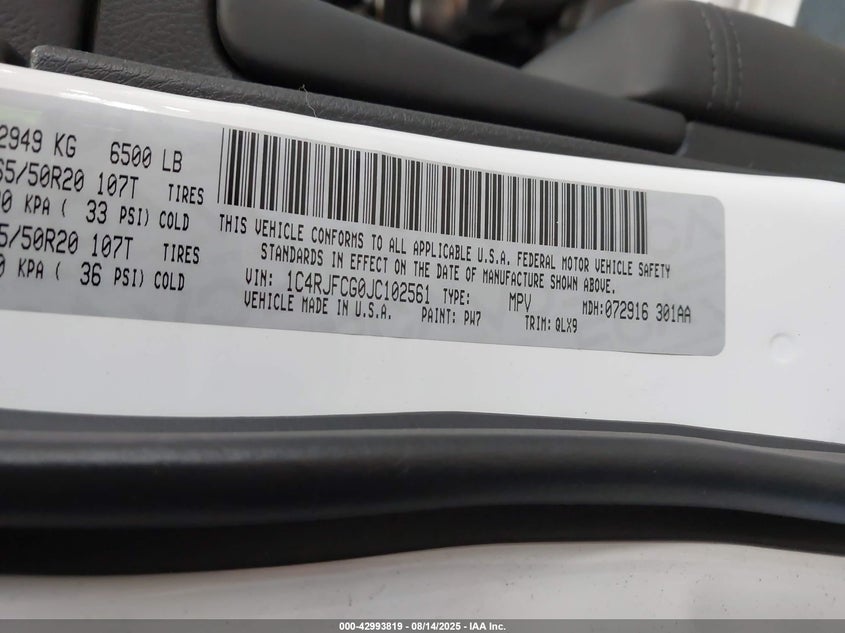 2949 KG 6500 LB
65/50R20 107T TIRES
0 KPA ( 33 PSI) COLD
5/50R20 107T TIRES
0 KPA ( 36 PSI) COLD
THIS VEHICLE CONFORMS TO ALL APPLICABLE U.S.A. FEDERAL MOTOR VEHICLE SAFETY
STANDARDS IN EFFECT ON THE DATE OF MANUFACTURE SHOWN ABOVE.
VIN: 1C4RJFCG0JC102561 TYPE: MPV MDH:072916 301AA
VEHICLE MADE IN U.S.A. PAINT: PW7 TRIM: QLX9
000-42993819 - 08/14/2025 - IAA Inc.